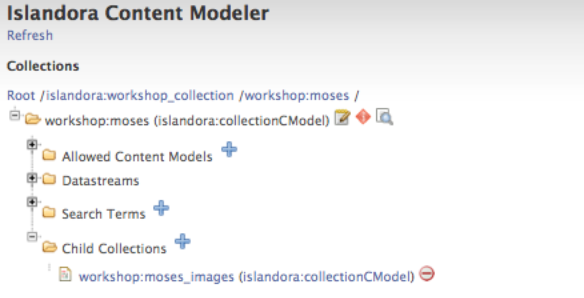 Islandora Content Modeler
Refresh
Collections
Root /islandora:workshop_collection /workshop:moses /
workshop:moses (islandora:collectionCModel)
Allowed Content Models
Datastreams
Search Terms
Child Collections
workshop:moses_images (islandora:collectionCModel)